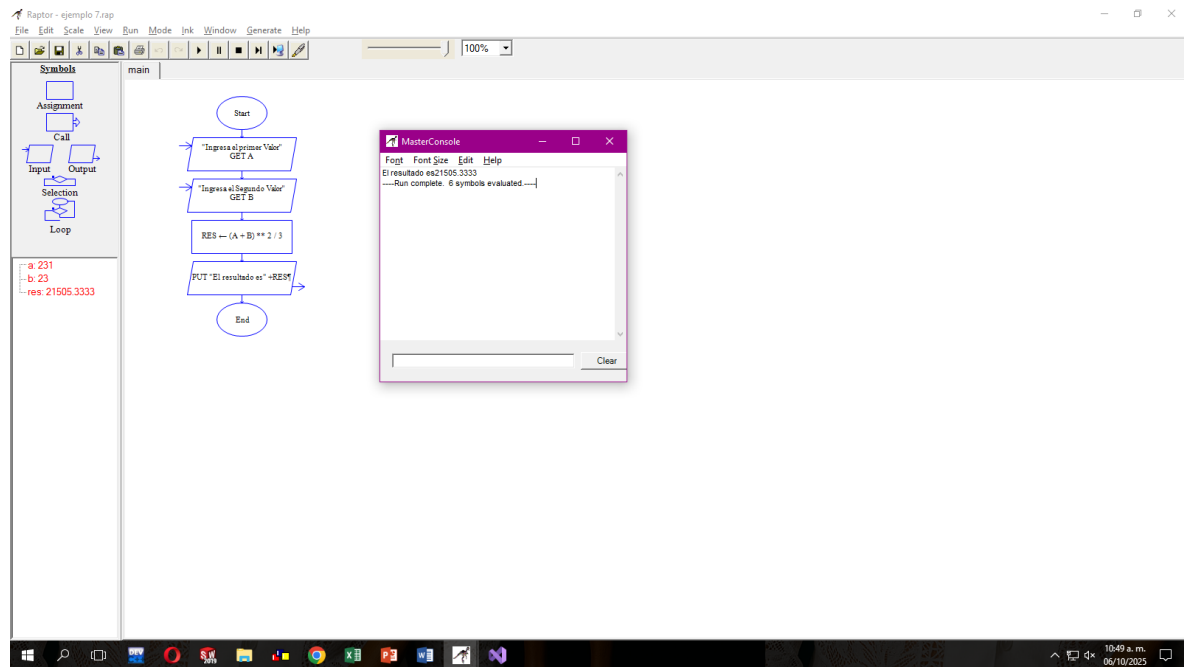 Raptor - ejemplo 7.rap
File Edit Scale View Run Mode Ink Window Generate Help
100%
Symbols
Assignment
Call
Input Output
Selection
Loop
a: 231
b: 23
res: 21505.3333
main
Start
"Ingresa el primer Valor"
GET A
"Ingresa el Segundo Valor"
GET B
RES ← (A + B) ** 2 / 3
PUT "El resultado es" +RES¶
End
MasterConsole
Font Font Size Edit Help
El resultado es21505.3333
----Run complete. 6 symbols evaluated.----
Clear
DEV
SW
2019
10:49 a. m.
06/10/2025